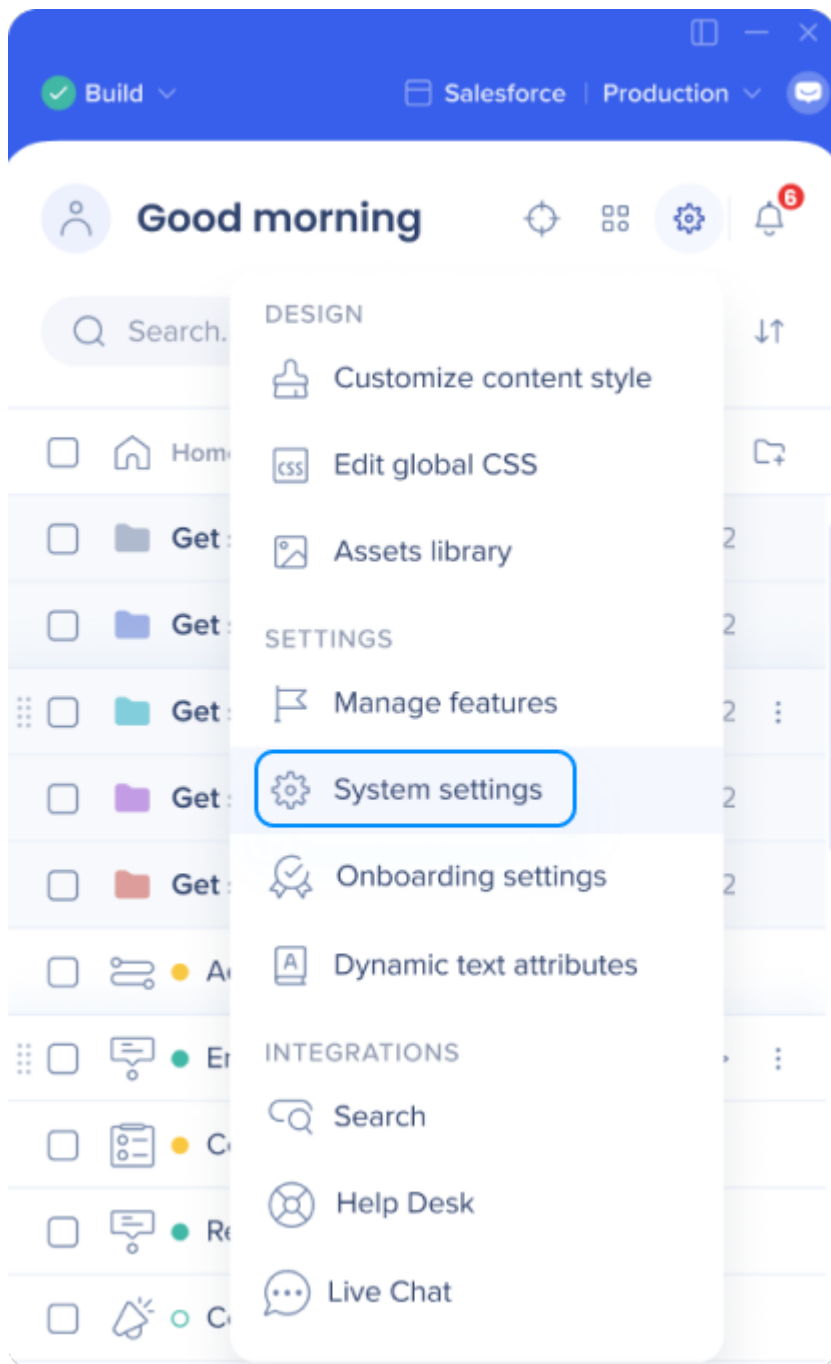 Build Salesforce | Production
Good morning 6
Search.
DESIGN
Customize content style
CSS Edit global CSS
Assets library
SETTINGS
Manage features
System settings
Onboarding settings
A Dynamic text attributes
INTEGRATIONS
Search
Help Desk
Live Chat
Get 2
Get 2
Get 2
Get 2
Get 2